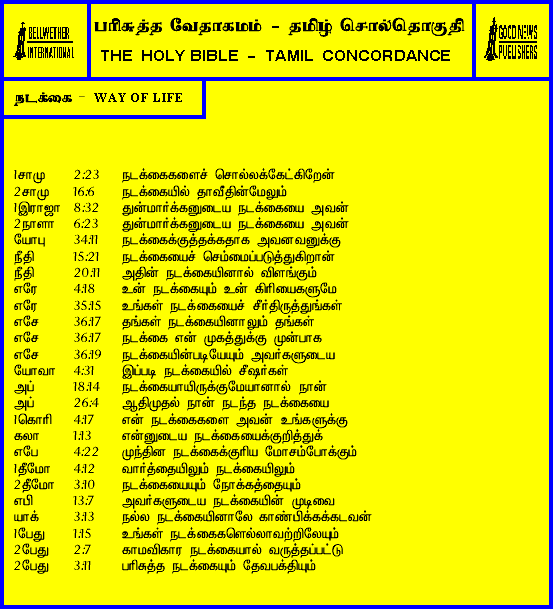 BELLWETHER INTERNATIONAL
பரிசுத்த வேதாகமம் - தமிழ் சொல்தொகுதி
THE HOLY BIBLE - TAMIL CONCORDANCE
GOOD NEWS PUBLISHERS
நடக்கை - WAY OF LIFE
1சாமு 2:23 நடக்கைகளைச் சொல்லக்கேட்கிறேன்
2சாமு 16:6 நடக்கையில் தாவீதின்மேலும்
1இராஜா 8:32 துன்மார்க்கனுடைய நடக்கையை அவன்
2நாளா 6:23 துன்மார்க்கனுடைய நடக்கையை அவன்
யோபு 34:11 நடக்கைக்குத்தக்கதாக அவனவனுக்கு
நீதி 15:21 நடக்கையைச் செம்மைப்படுத்துகிறான்
நீதி 20:11 அதின் நடக்கையினால் விளங்கும்
எரே 4:18 உன் நடக்கையும் உன் கிரியைகளுமே
எரே 35:15 உங்கள் நடக்கையைச் சீர்திருத்துங்கள்
எசே 36:17 தங்கள் நடக்கையினாலும் தங்கள்
எசே 36:17 நடக்கை என் முகத்துக்கு முன்பாக
எசே 36:19 நடக்கையின்படியேயும் அவர்களுடைய
யோவா 4:31 இப்படி நடக்கையில் சீஷர்கள்
அப் 18:14 நடக்கையாயிருக்குமேயானால் நான்
அப் 26:4 ஆதிமுதல் நான் நடந்த நடக்கையை
1கொரி 4:17 என் நடக்கைகளை அவன் உங்களுக்கு
கலா 1:13 என்னுடைய நடக்கையைக்குறித்துக்
எபே 4:22 முந்தின நடக்கைக்குரிய மோசம்போக்கும்
1தீமோ 4:12 வார்த்தையிலும் நடக்கையிலும்
2தீமோ 3:10 நடக்கையையும் நோக்கத்தையும்
எபி 13:7 அவர்களுடைய நடக்கையின் முடிவை
யாக் 3:13 நல்ல நடக்கையினாலே காண்பிக்கக்கடவன்
1பேது 1:15 உங்கள் நடக்கைகளெல்லாவற்றிலேயும்
2பேது 2:7 காமவிகார நடக்கையால் வருத்தப்பட்டு
2பேது 3:11 பரிசுத்த நடக்கையும் தேவபக்தியும்